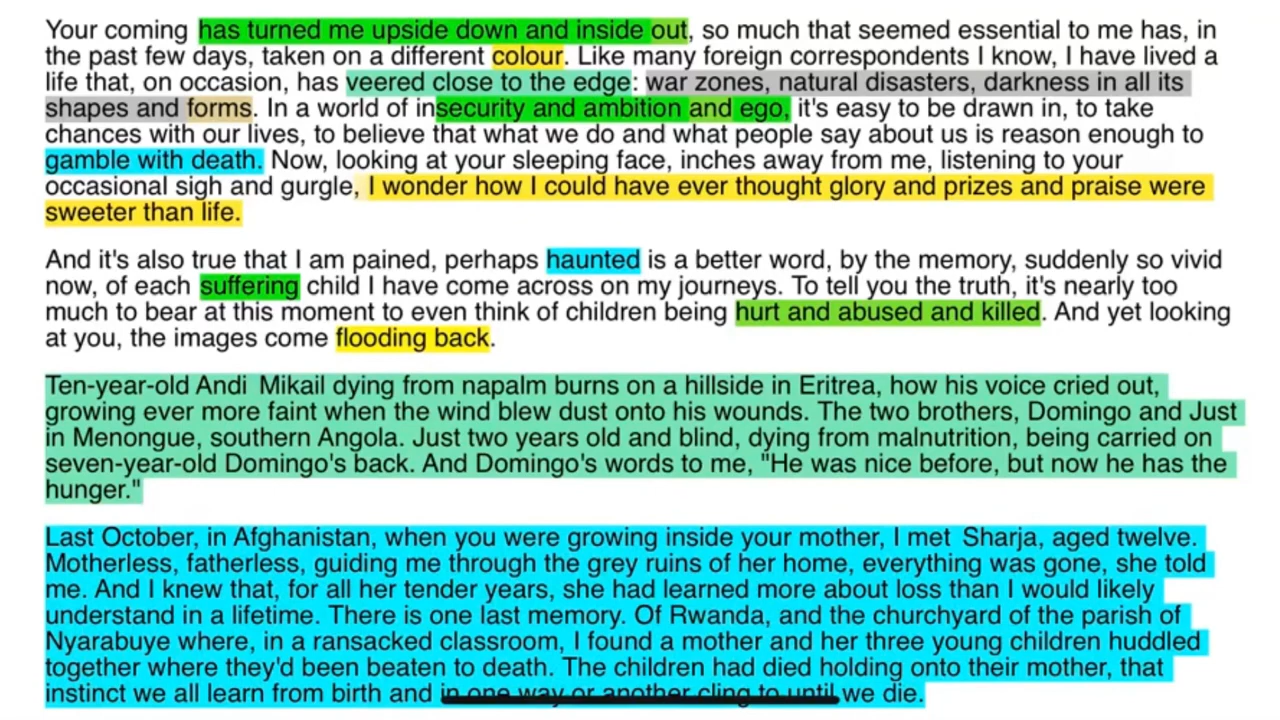 Your coming has turned me upside down and inside out, so much that seemed essential to me has, in
the past few days, taken on a different colour. Like many foreign correspondents I know, I have lived a
life that, on occasion, has veered close to the edge: war zones, natural disasters, darkness in all its
shapes and forms. In a world of insecurity and ambition and ego, it's easy to be drawn in, to take
chances with our lives, to believe that what we do and what people say about us is reason enough to
gamble with death. Now, looking at your sleeping face, inches away from me, listening to your
occasional sigh and gurgle, I wonder how I could have ever thought glory and prizes and praise were
sweeter than life.
And it's also true that I am pained, perhaps haunted is a better word, by the memory, suddenly so vivid
now, of each suffering child I have come across on my journeys. To tell you the truth, it's nearly too
much to bear at this moment to even think of children being hurt and abused and killed. And yet looking
at you, the images come flooding back.
Ten-year-old Andi Mikail dying from napalm burns on a hillside in Eritrea, how his voice cried out,
growing ever more faint when the wind blew dust onto his wounds. The two brothers, Domingo and Just
in Menongue, southern Angola. Just two years old and blind, dying from malnutrition, being carried on
seven-year-old Domingo's back. And Domingo's words to me, "He was nice before, but now he has the
hunger."
Last October, in Afghanistan, when you were growing inside your mother, I met Sharja, aged twelve.
Motherless, fatherless, guiding me through the grey ruins of her home, everything was gone, she told
me. And I knew that, for all her tender years, she had learned more about loss than I would likely
understand in a lifetime. There is one last memory. Of Rwanda, and the churchyard of the parish of
Nyarabuye where, in a ransacked classroom, I found a mother and her three young children huddled
together where they'd been beaten to death. The children had died holding onto their mother, that
instinct we all learn from birth and in one way or another cling to until we die.